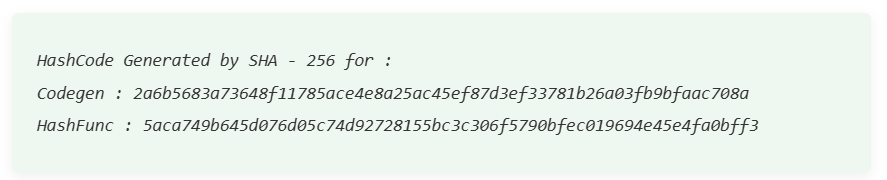 HashCode Generated by SHA - 256 for :
Codegen : 2a6b5683a73648f11785ace4e8a25ac45ef87d3ef33781b26a03fb9bfaac708a
HashFunc : 5aca749b645d076d05c74d92728155bc3c306f5790bfec019694e45e4fa0bff3